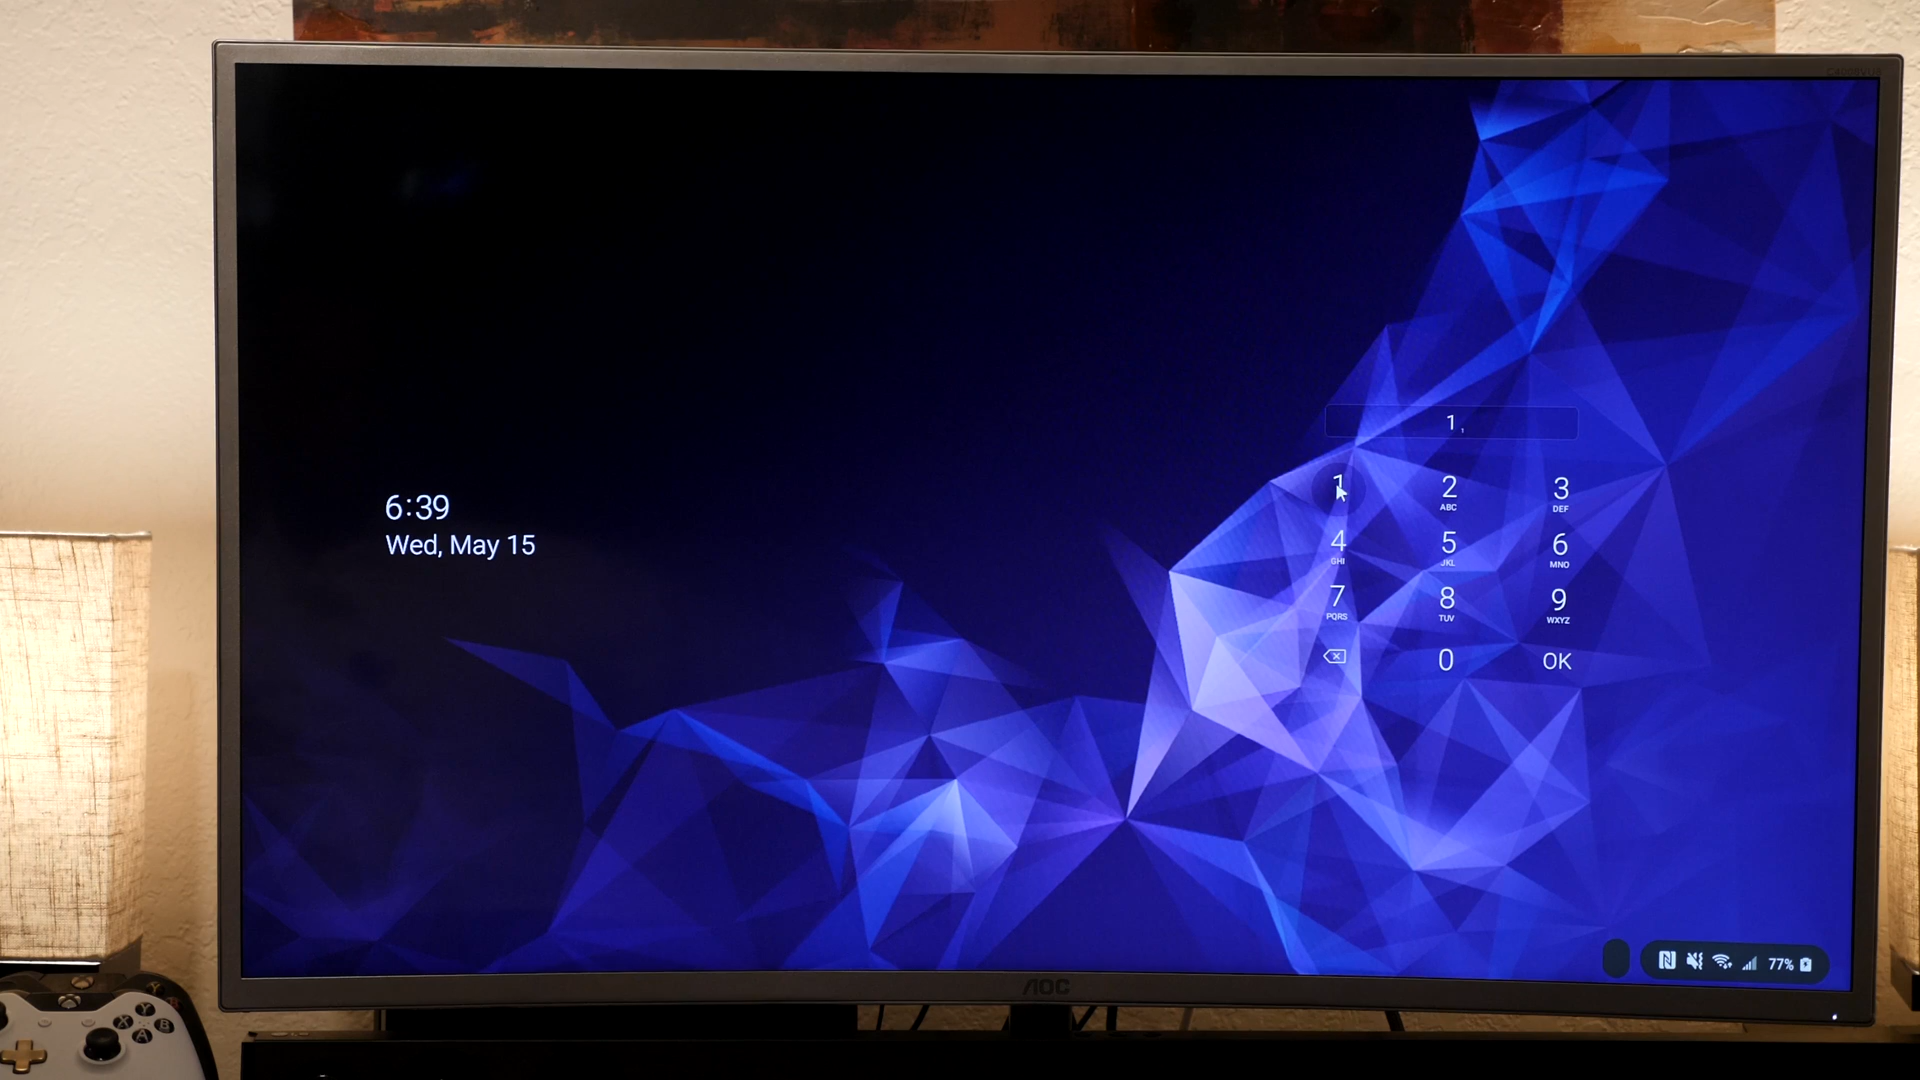 6:39
Wed, May 15
1
1
2
ABC
3
DEF
4
GHI
5
JKL
6
MNO
7
PQRS
8
TUV
9
WXYZ
0
OK
77%
AOC
Y
X
B
A